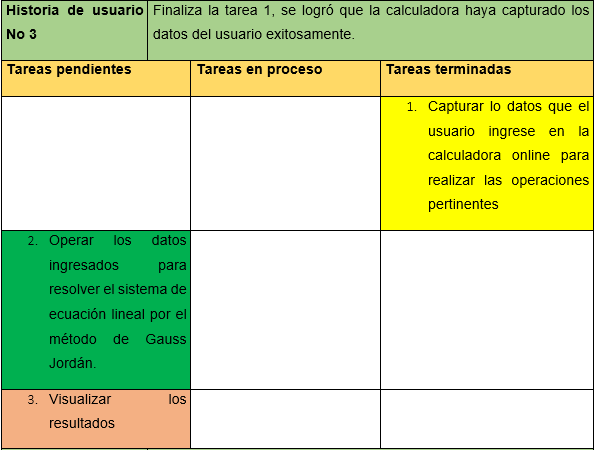 Historia de usuario
No 3
Finaliza la tarea 1, se logró que la calculadora haya capturado los
datos del usuario exitosamente.
Tareas pendientes
Tareas en proceso
Tareas terminadas
1. Capturar lo datos que el
usuario ingrese en la
calculadora online para
realizar las operaciones
pertinentes
2. Operar los datos
ingresados para
resolver el sistema de
ecuación lineal por el
método de Gauss
Jordán.
3. Visualizar los
resultados